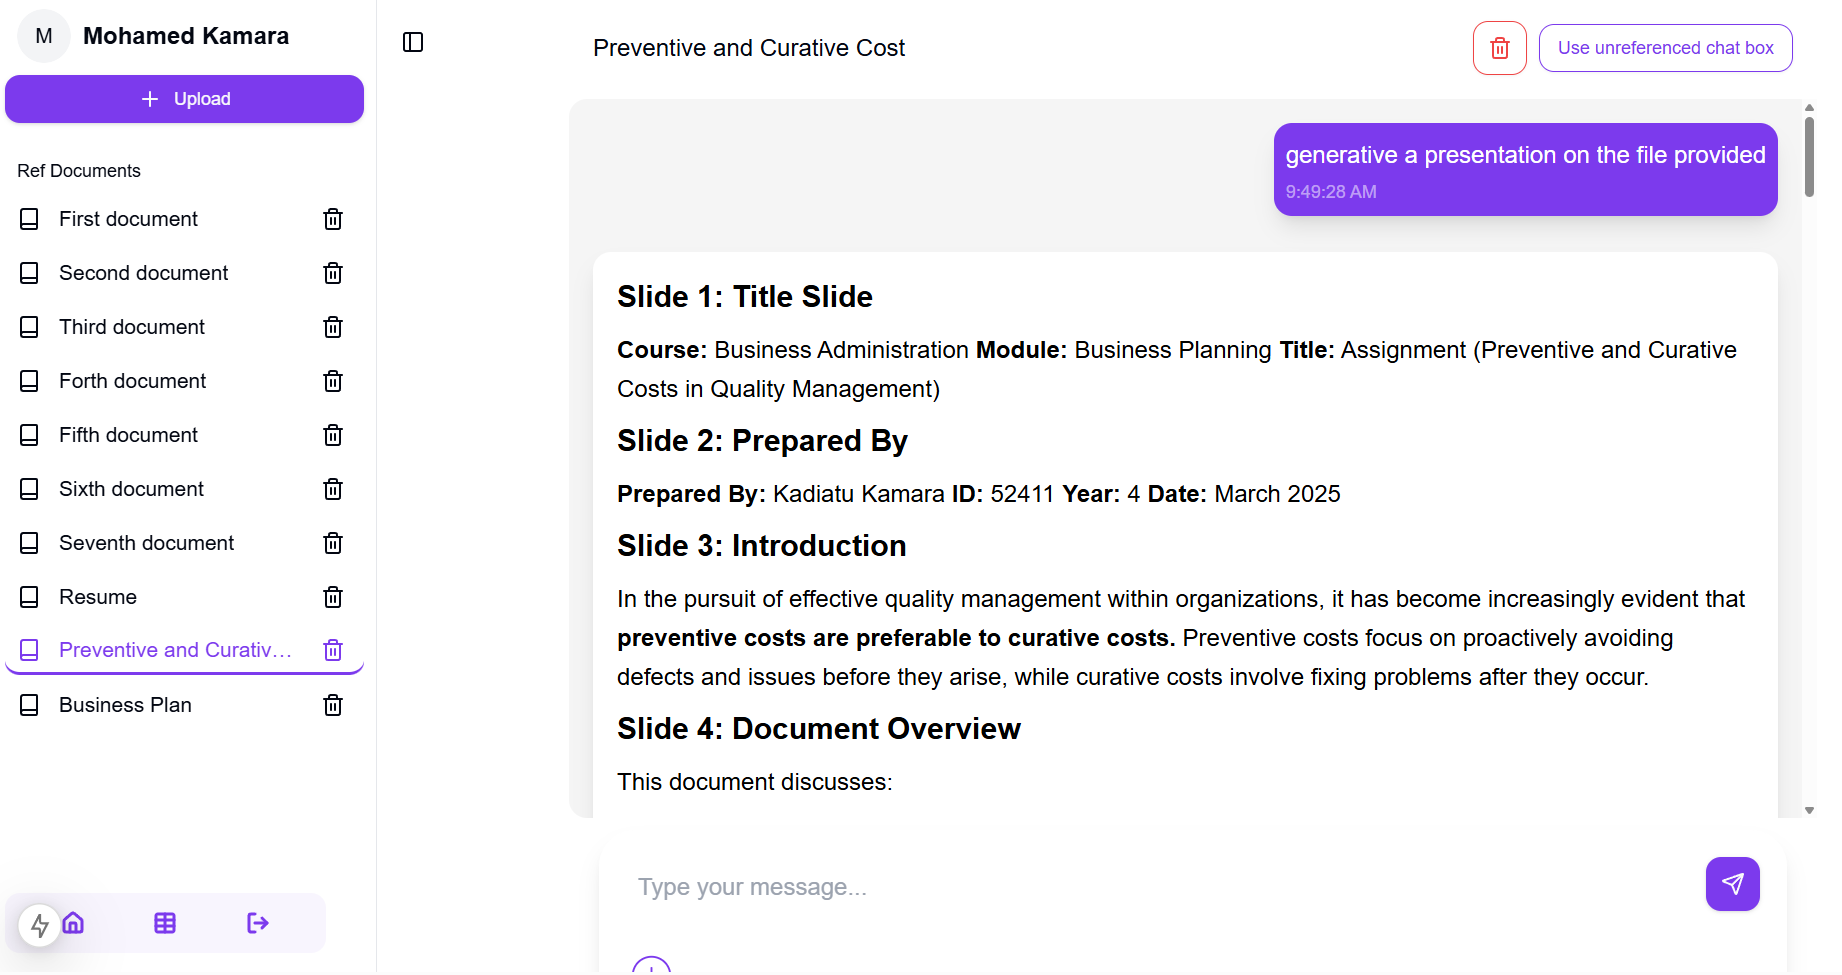 M
Mohamed Kamara
Upload
Ref Documents
First document
Second document
Third document
Forth document
Fifth document
Sixth document
Seventh document
Resume
Preventive and Curativ...
Business Plan
Preventive and Curative Cost
Use unreferenced chat box
generative a presentation on the file provided
9:49:28 AM
Slide 1: Title Slide
Course: Business Administration Module: Business Planning Title: Assignment (Preventive and Curative
Costs in Quality Management)
Slide 2: Prepared By
Prepared By: Kadiatu Kamara ID: 52411 Year: 4 Date: March 2025
Slide 3: Introduction
In the pursuit of effective quality management within organizations, it has become increasingly evident that
preventive costs are preferable to curative costs. Preventive costs focus on proactively avoiding
defects and issues before they arise, while curative costs involve fixing problems after they occur.
Slide 4: Document Overview
This document discusses:
Type your message...